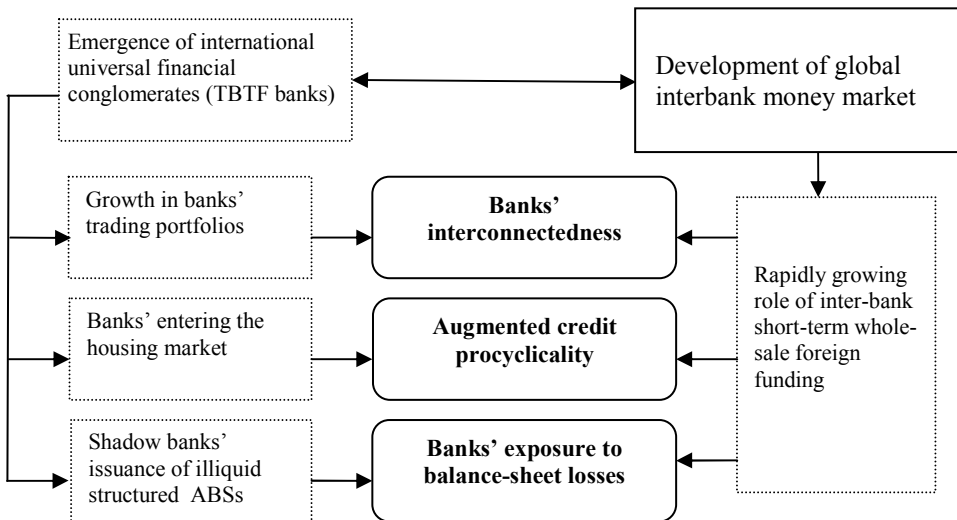 Emergence of international
universal financial
conglomerates (TBTF banks)
Development of global
interbank money market
Growth in banks’
trading portfolios
Banks’
interconnectedness
Banks’ entering the
housing market
Augmented credit
procyclicality
Shadow banks’
issuance of illiquid
structured ABSs
Banks’ exposure to
balance-sheet losses
Rapidly growing
role of inter-bank
short-term whole-
sale foreign
funding